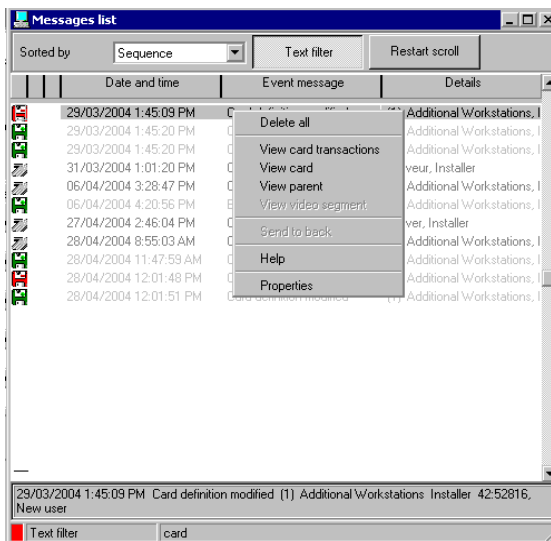 Messages list
Sorted by Sequence Text filter Restart scroll
Date and time Event message Details
29/03/2004 1:45:09 PM Card definition modified (1) Additional Workstations, I
29/03/2004 1:45:20 PM C Additional Workstations, I
29/03/2004 1:45:20 PM C Additional Workstations, I
31/03/2004 1:01:20 PM C veur, Installer
06/04/2004 3:28:47 PM C Additional Workstations, I
06/04/2004 4:20:56 PM E Additional Workstations, I
27/04/2004 2:46:04 PM C ver, Installer
28/04/2004 8:55:03 AM C Additional Workstations, I
28/04/2004 11:47:59 AM C Additional Workstations, I
28/04/2004 12:01:48 PM C Additional Workstations, I
28/04/2004 12:01:51 PM Card definition modified (1) Additional Workstations, I
Delete all
View card transactions
View card
View parent
View video segment
Send to back
Help
Properties
29/03/2004 1:45:09 PM Card definition modified (1) Additional Workstations Installer 42:52816,
New user
Text filter card